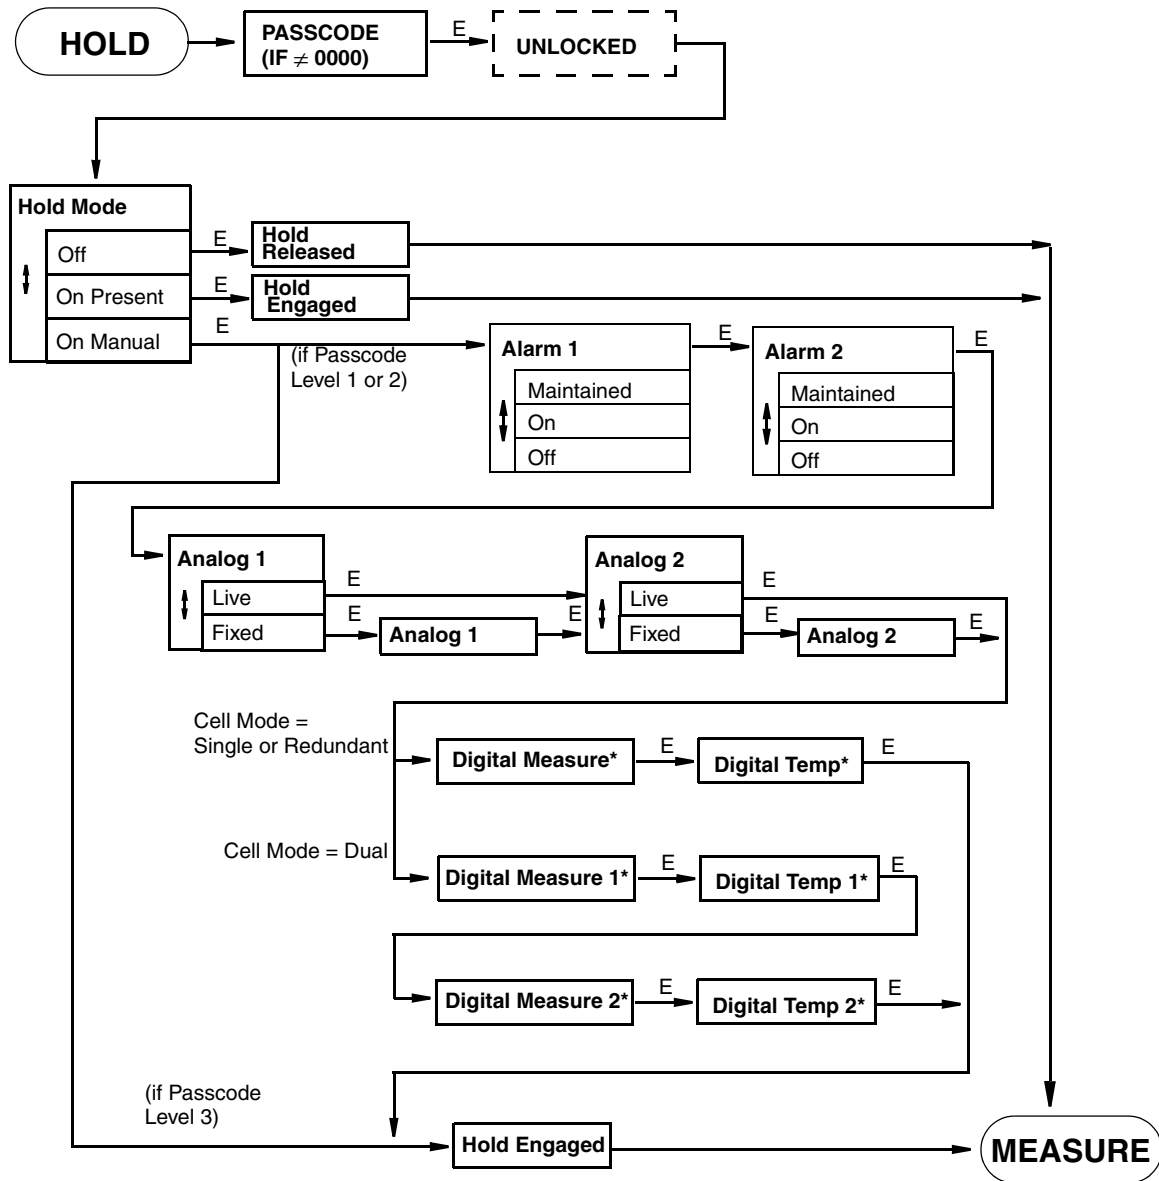 HOLD
PASSCODE
(IF ≠ 0000)
E
UNLOCKED
Hold Mode
Off
E
Hold
Released
On Present
E
Hold
Engaged
On Manual
E
(if Passcode
Level 1 or 2)
Alarm 1
Maintained
On
Off
E
Alarm 2
Maintained
On
Off
E
Analog 1
Live
E
Fixed
E
Analog 1
E
Analog 2
Live
E
Fixed
E
Analog 2
E
Cell Mode =
Single or Redundant
Digital Measure*
E
Digital Temp*
E
Cell Mode = Dual
Digital Measure 1*
E
Digital Temp 1*
E
Digital Measure 2*
E
Digital Temp 2*
E
(if Passcode
Level 3)
Hold Engaged
MEASURE